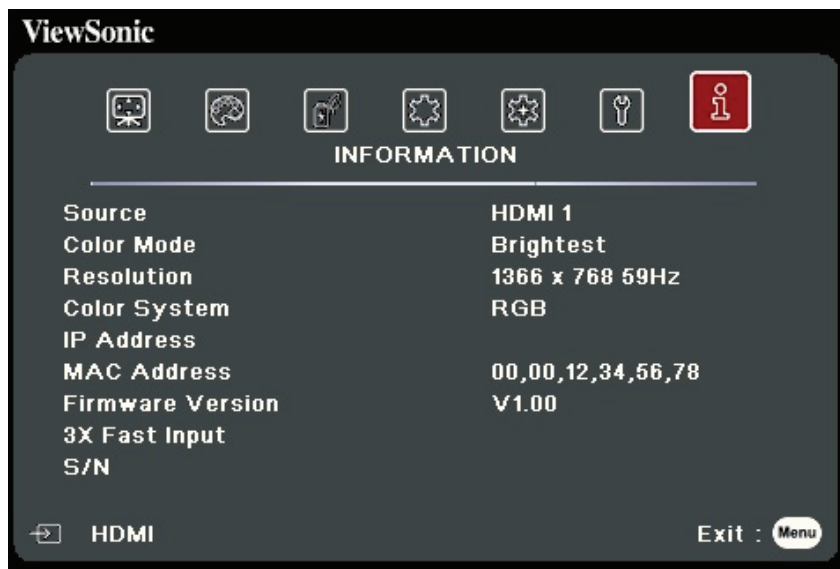 ViewSonic
INFORMATION
Source HDMI 1
Color Mode Brightest
Resolution 1366 x 768 59Hz
Color System RGB
IP Address
MAC Address 00,00,12,34,56,78
Firmware Version V1.00
3X Fast Input
S/N
HDMI Exit : Menu